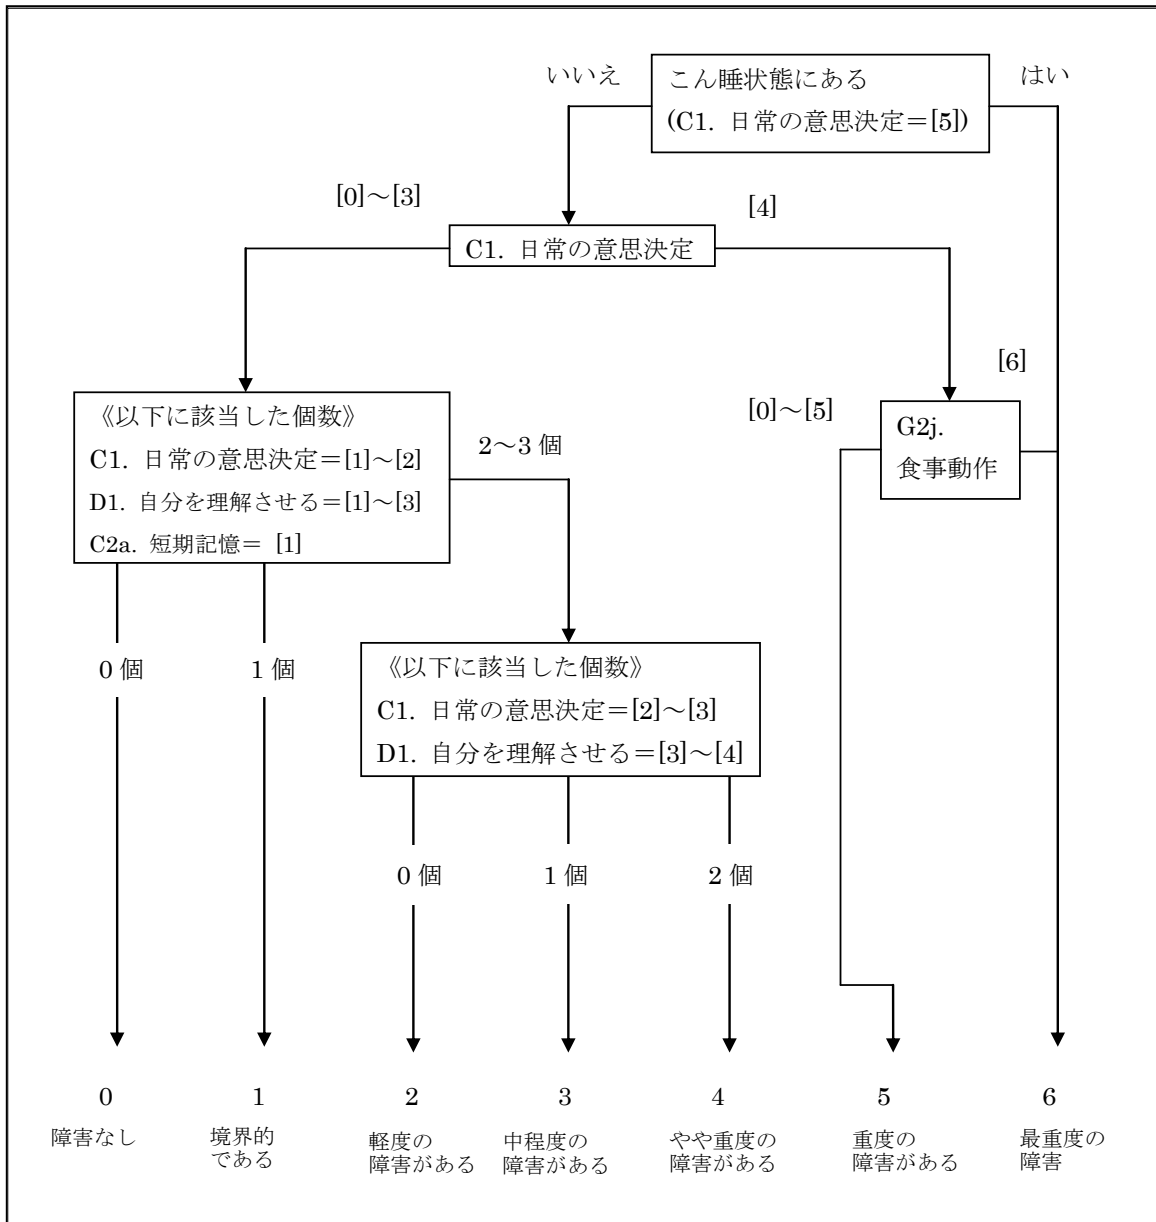 いいえ
こん睡状態にある
(C1. 日常の意思決定＝[5])
はい
[0]～[3]
[4]
C1. 日常の意思決定
[6]
《以下に該当した個数》
C1. 日常の意思決定＝[1]～[2]
D1. 自分を理解させる＝[1]～[3]
C2a. 短期記憶＝ [1]
2～3 個
[0]～[5]
G2j.
食事動作
0 個
1 個
《以下に該当した個数》
C1. 日常の意思決定＝[2]～[3]
D1. 自分を理解させる＝[3]～[4]
0 個
1 個
2 個
0
障害なし
1
境界的
である
2
軽度の
障害がある
3
中程度の
障害がある
4
やや重度の
障害がある
5
重度の
障害がある
6
最重度の
障害